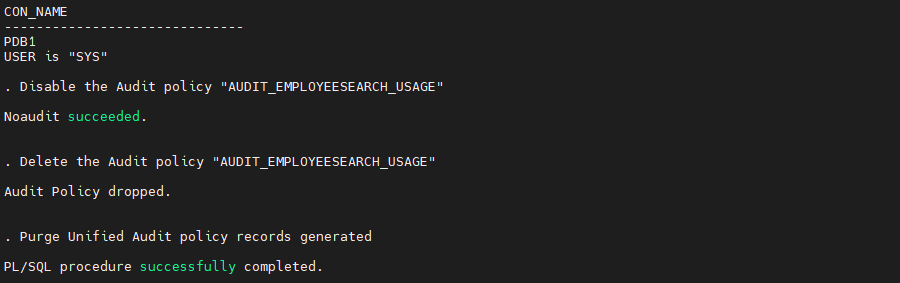 CON_NAME
------------------------------
PDB1
USER is "SYS"
. Disable the Audit policy "AUDIT_EMPLOYEESEARCH_USAGE"
Noaudit succeeded.
. Delete the Audit policy "AUDIT_EMPLOYEESEARCH_USAGE"
Audit Policy dropped.
. Purge Unified Audit policy records generated
PL/SQL procedure successfully completed.